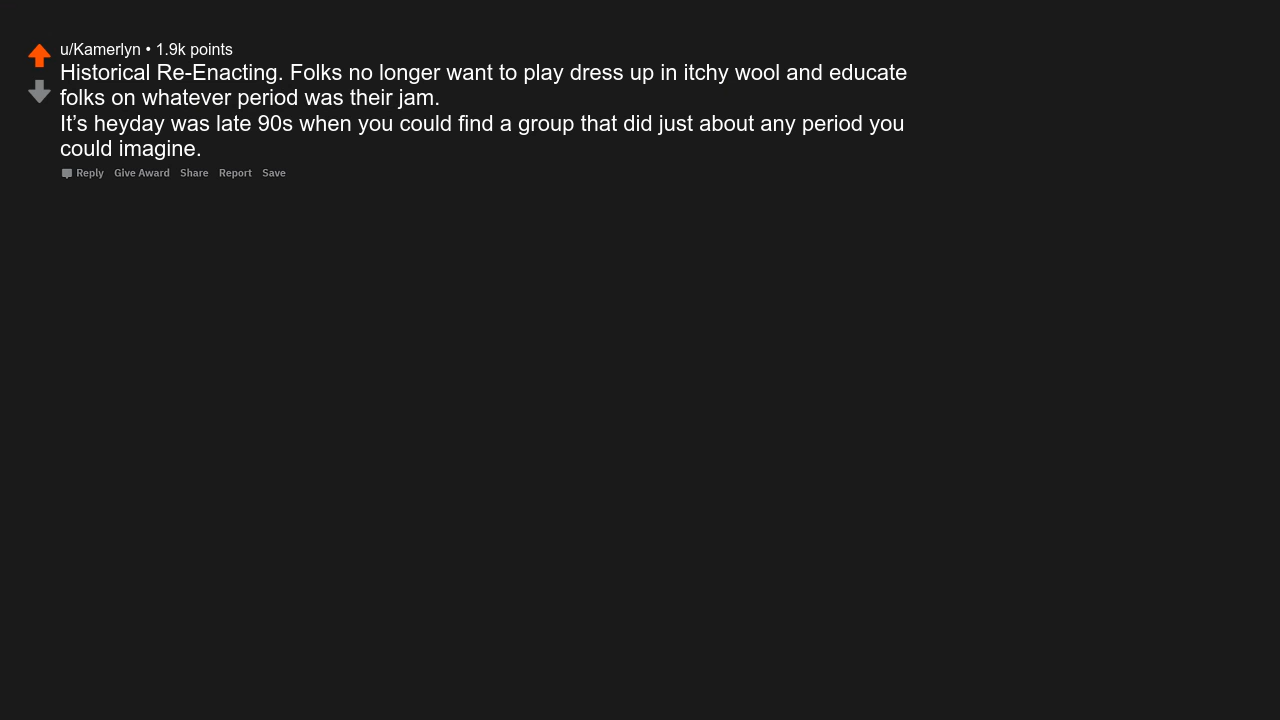 u/Kamerlyn • 1.9k points
Historical Re-Enacting. Folks no longer want to play dress up in itchy wool and educate
folks on whatever period was their jam.
It’s heyday was late 90s when you could find a group that did just about any period you
could imagine.
Reply Give Award Share Report Save